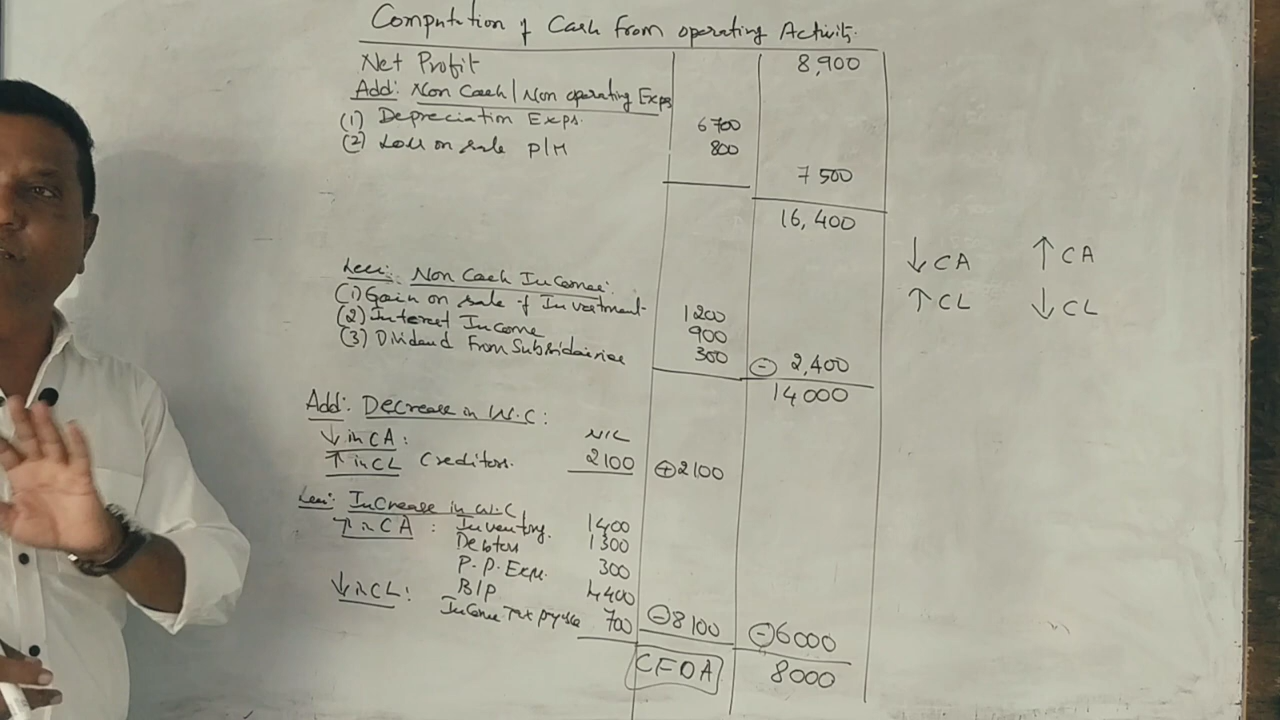 Computation of Cash From operating Activity.
Net Profit 8,900
Add: Non Cash / Non operating Exps
(1) Depreciation Exps. 6700
(2) Loss on sale P/M 800
7500
16,400
Less: Non Cash Incomes:
(1) Gain on sale of Investment 1200
(2) Interest Income 900
(3) Dividend From Subsidairies 300 - 2,400
14000
↓ CA ↑ CA
↑ CL ↓ CL
Add: Decrease in W.C:
↓ in CA: NIL
↑ in CL Creditors. 2100 + 2100
Less: Increase in W.C
↑ in CA: Inventory. 1400
Debtors 1300
P.P. Exps. 300
↓ in CL: B/P 4400
Income Tax payable 700 - 8100 - 6000
CFOA 8000